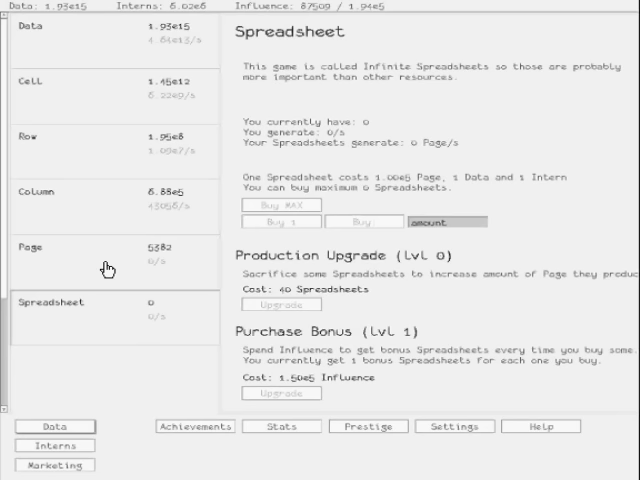 Data: 1.93e15 Interns: 6.02e6 Influence: 87509 / 1.94e5
Data 1.93e15
4.84e13/s
Cell 1.45e12
6.22e9/s
Row 1.95e8
1.09e7/s
Column 6.88e5
43056/s
Page 5382
0/s
Spreadsheet 0
0/s
Spreadsheet
This game is called Infinite Spreadsheets so those are probably
more important than other resources.
You currently have: 0
You generate: 0/s
Your Spreadsheets generate: 0 Page/s
One Spreadsheet costs 1.00e5 Page, 1 Data and 1 Intern
You can buy maximum 0 Spreadsheets.
Buy MAX
Buy 1 Buy amount
Production Upgrade (Lvl 0)
Sacrifice some Spreadsheets to increase amount of Page they produc
Cost: 40 Spreadsheets
Upgrade
Purchase Bonus (Lvl 1)
Spend Influence to get bonus Spreadsheets every time you buy some.
You currently get 1 bonus Spreadsheets for each one you buy.
Cost: 1.50e5 Influence
Upgrade
Data Achievements Stats Prestige Settings Help
Interns
Marketing